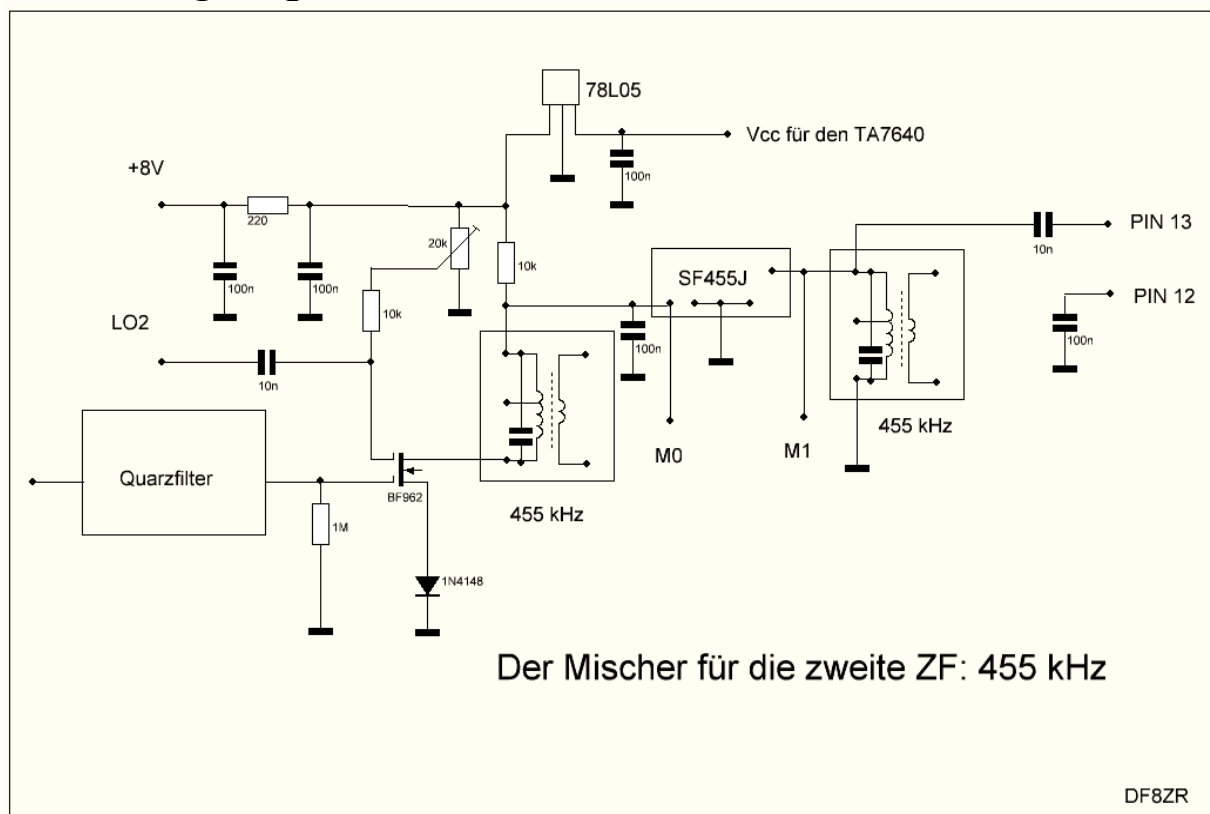 78L05
Vcc für den TA7640
100n
+8V
220
100n
100n
20k
10k
10k
SF455J
10n
PIN 13
PIN 12
100n
LO2
10n
100n
455 kHz
M0
M1
Quarzfilter
BF962
455 kHz
1M
1N4148
Der Mischer für die zweite ZF: 455 kHz
DF8ZR